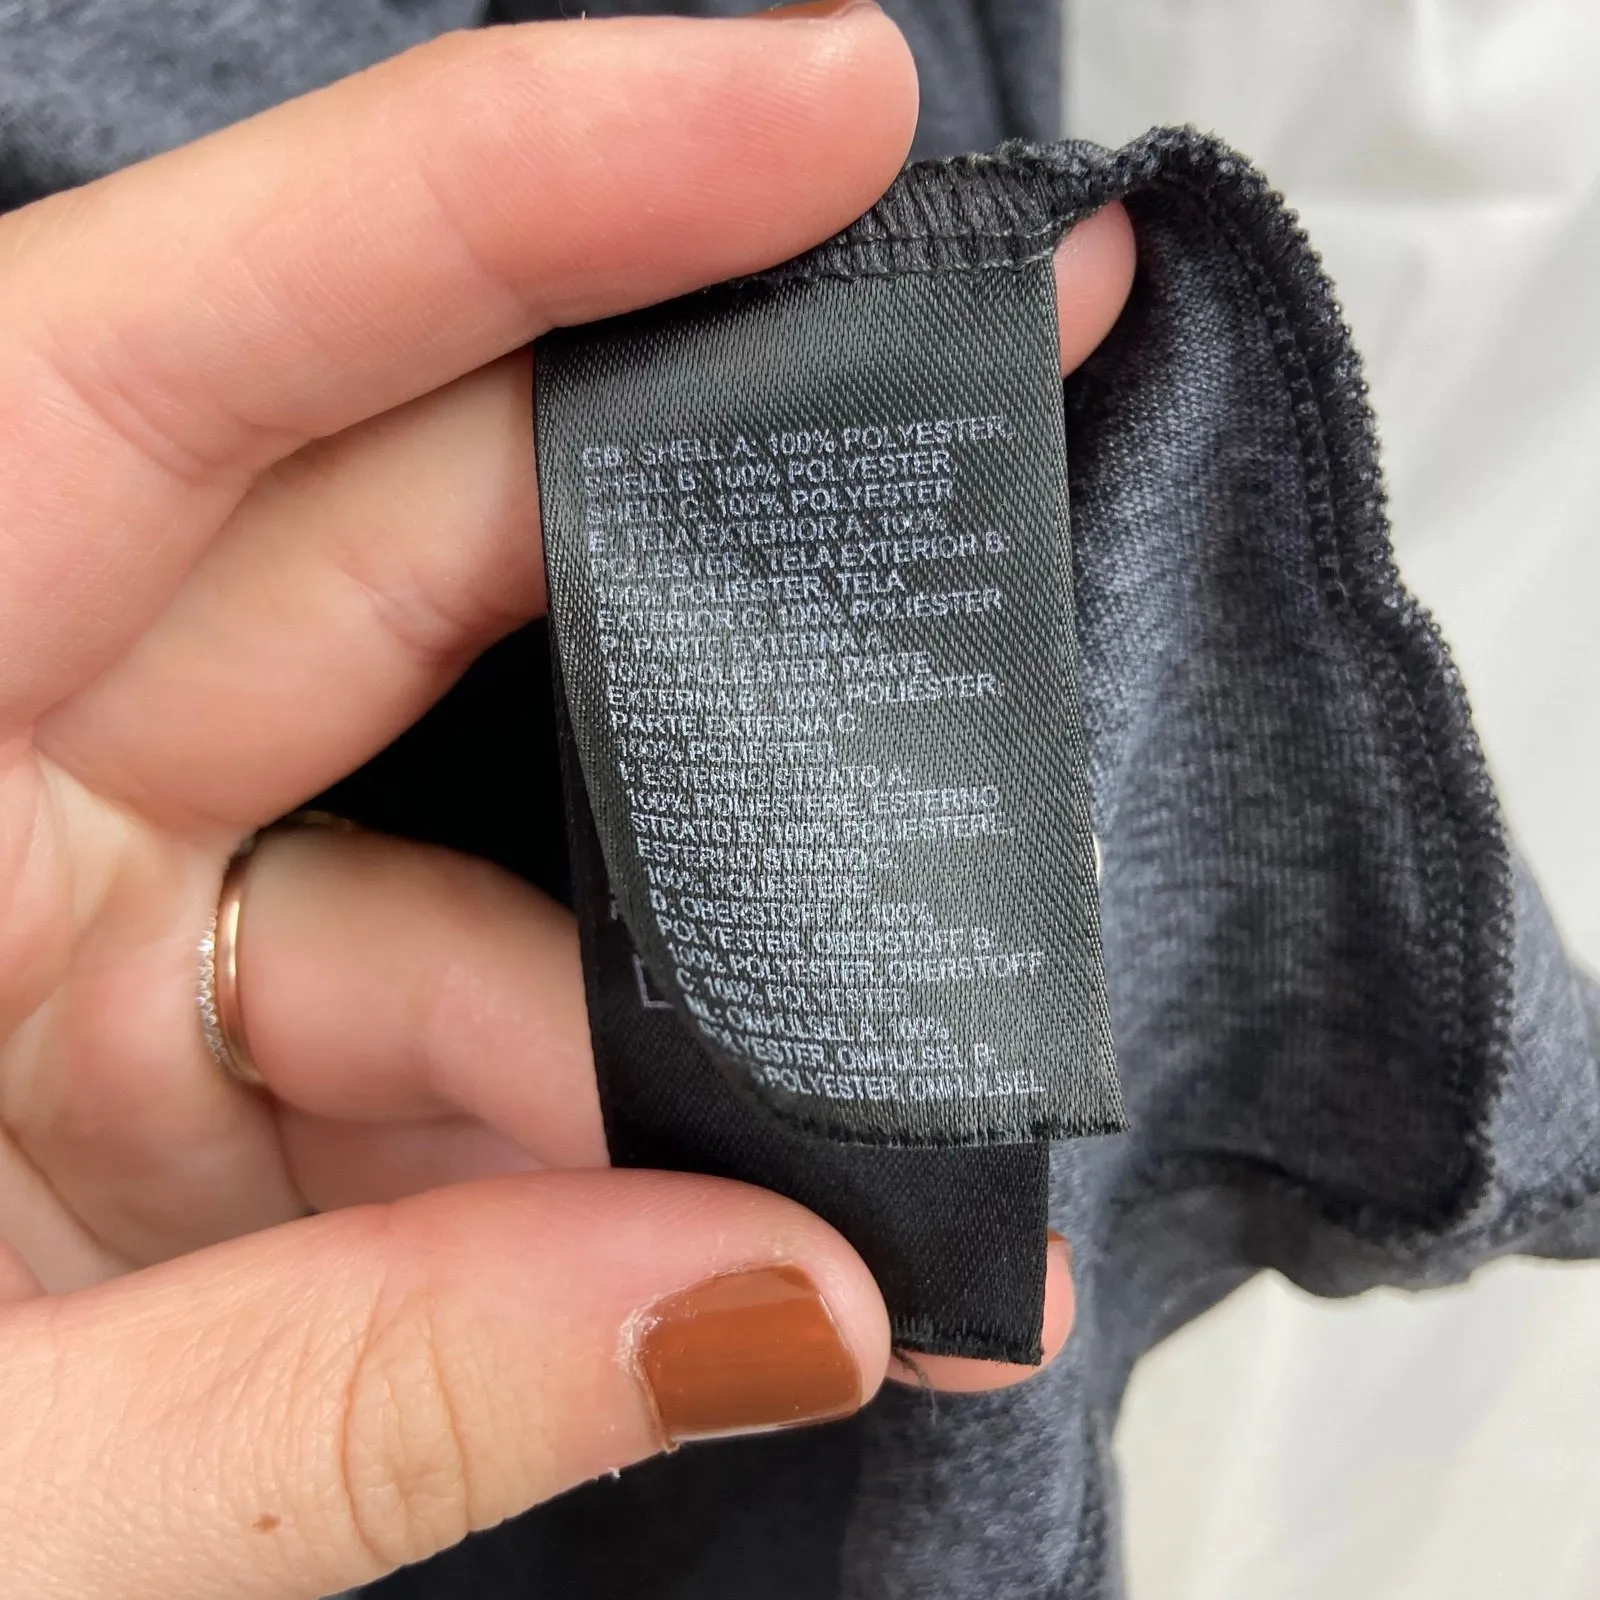 GB: SHELL A. 100% POLYESTER,
SHELL B. 100% POLYESTER
SHELL C. 100% POLYESTER
E: TELA EXTERIOR A. 100%
POLIESTER, TELA EXTERIOR B.
100% POLIESTER, TELA
EXTERIOR C. 100% POLIESTER
P: PARTE EXTERNA A.
100% POLIESTER, PARTE
EXTERNA B. 100% POLIESTER
PARTE EXTERNA C.
100% POLIESTER
I: ESTERNO/STRATO A.
100% POLIESTERE, ESTERNO
STRATO B. 100% POLIESTERE,
ESTERNO/STRATO C.
100% POLIESTERE
D: OBERSTOFF A. 100%
POLYESTER, OBERSTOFF B.
100% POLYESTER, OBERSTOFF
C. 100% POLYESTER
OMHULSEL A. 100%
YESTER, OMHULSEL B.
POLYESTER, OMHULSEL